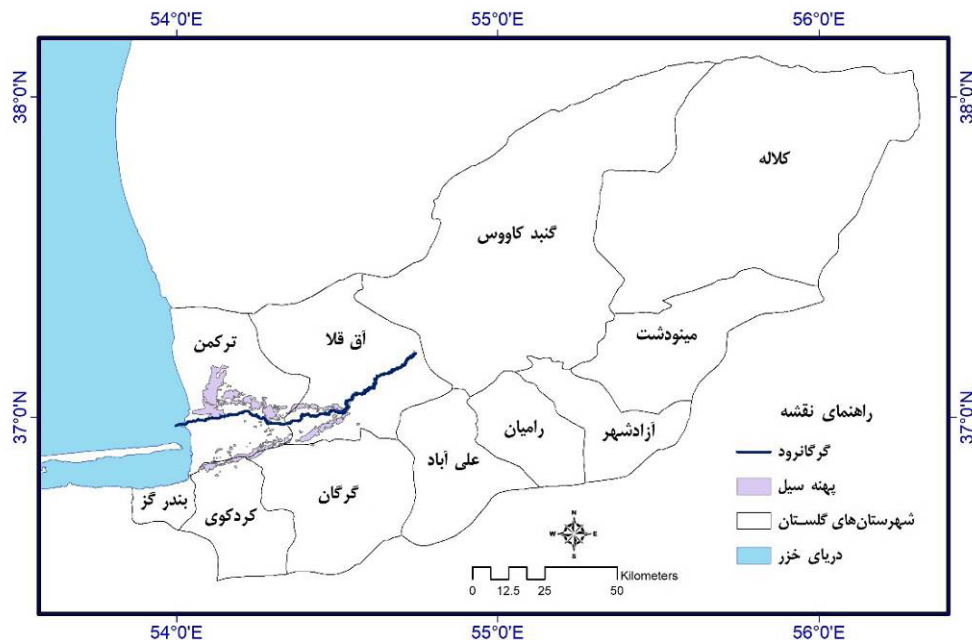 54°0'E
55°0'E
56°0'E
38°0'N
38°0'N
کلاله
گنبد کاووس
ترکمن
آق قلا
مینودشت
37°0'N
37°0'N
راهنمای نقشه
رامیان
آزادشهر
علی آباد
گرگانرود
گرگان
پهنه سیل
بندر گز
کردکوی
شهرستان‌های گلستان
دریای خزر
N
W
E
S
Kilometers
0
12.5
25
50
54°0'E
55°0'E
56°0'E